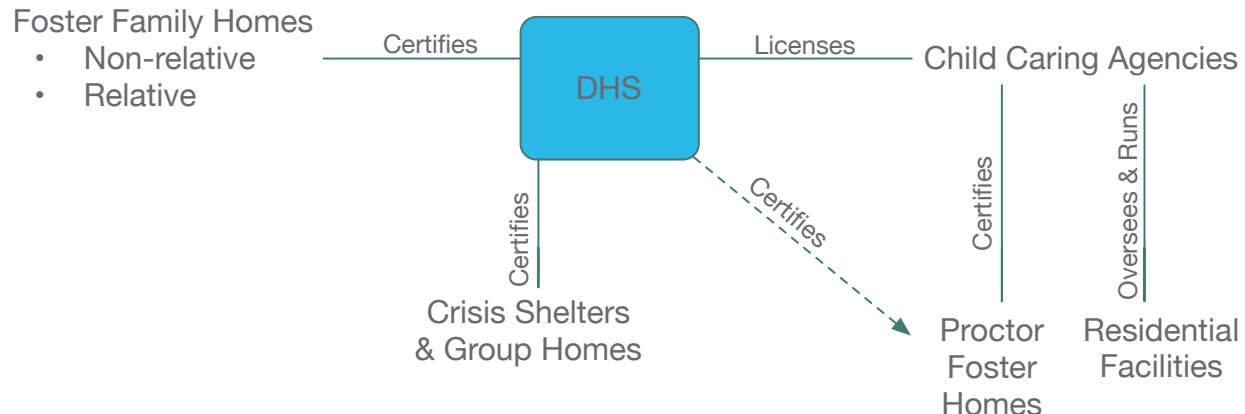 Foster Family Homes
• Non-relative
• Relative
Certifies
DHS
Licenses
Child Caring Agencies
Certifies
Certifies
Certifies
Oversees & Runs
Crisis Shelters
& Group Homes
Proctor
Foster
Homes
Residential
Facilities